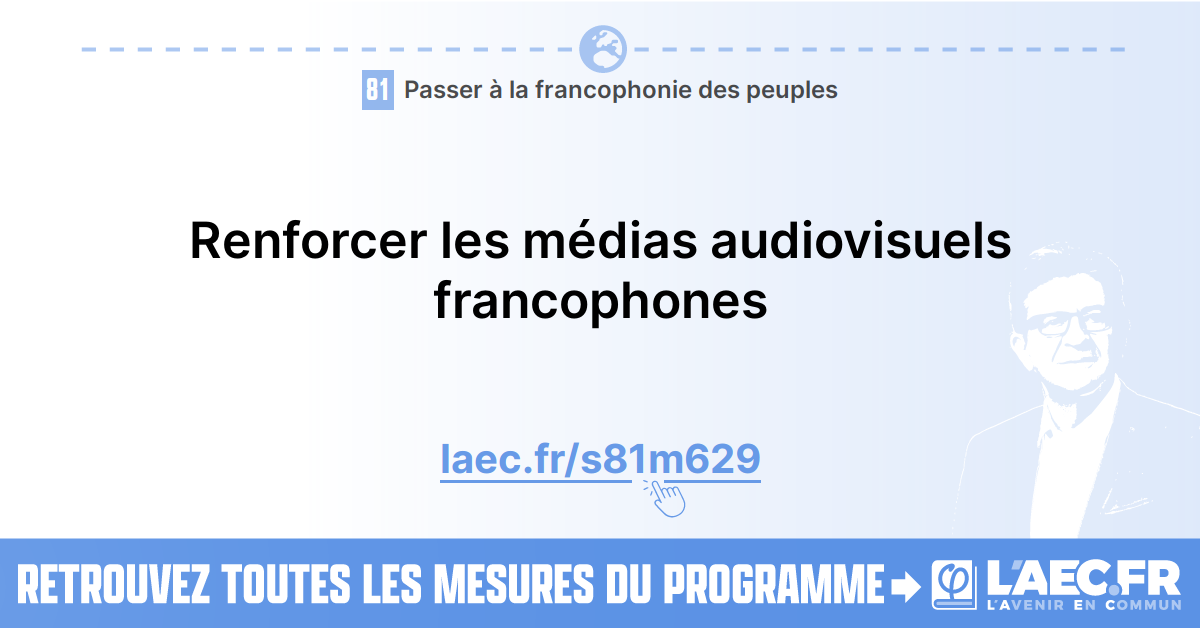 81 Passer à la francophonie des peuples
Renforcer les médias audiovisuels
francophones
laec.fr/s81m629
RETROUVEZ TOUTES LES MESURES DU PROGRAMME
L'AEC.FR
L'AVENIR EN COMMUN